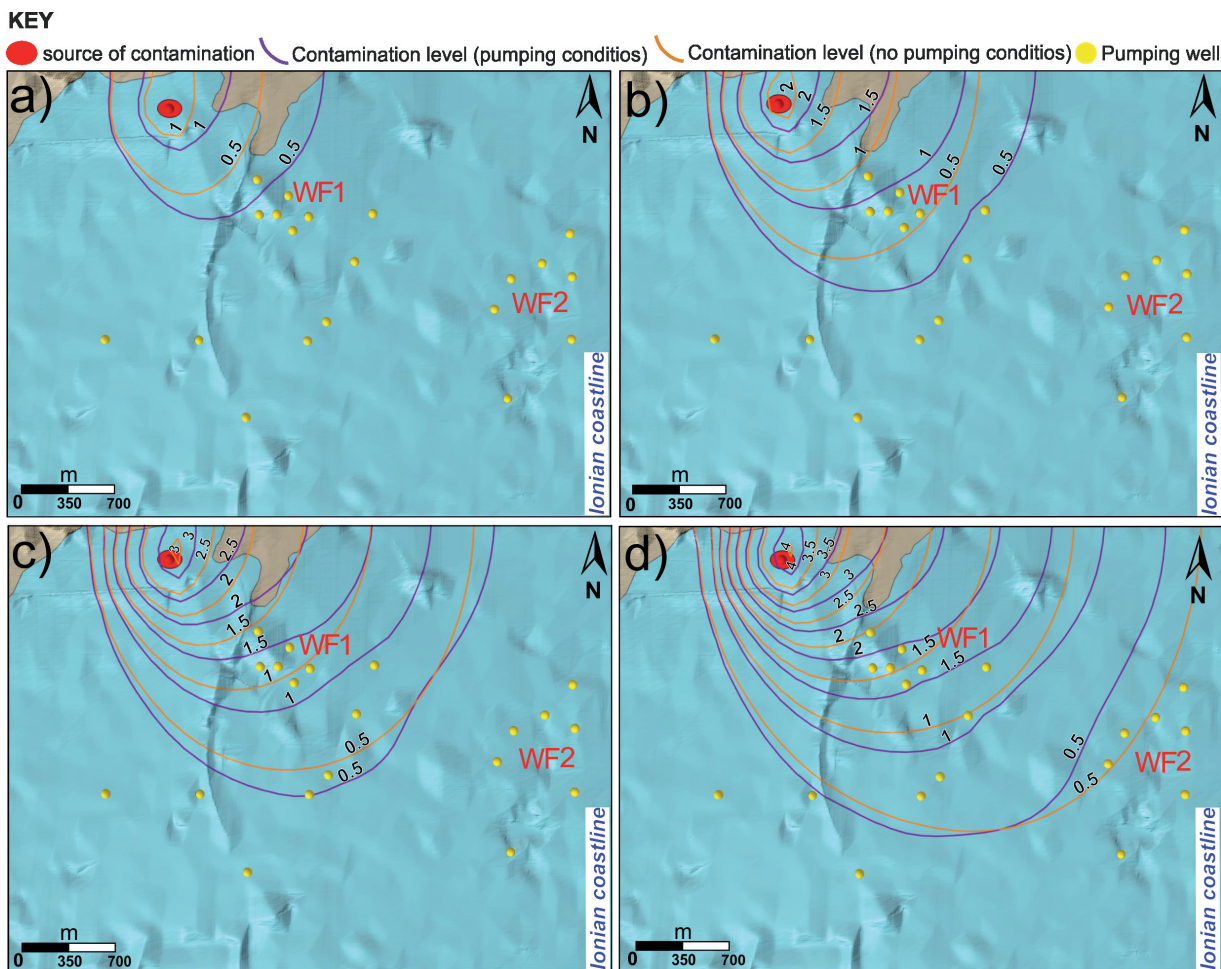 KEY
source of contamination Contamination level (pumping conditios) Contamination level (no pumping conditios) Pumping well
a)
N
1
1
0.5
0.5
WF1
WF2
Ionian coastline
m
0 350 700
b)
N
2
2
1.5
1.5
1
1
0.5
0.5
WF1
WF2
Ionian coastline
m
0 350 700
c)
N
3
3
2.5
2.5
2
2
1.5
1.5
1
1
0.5
0.5
WF1
WF2
Ionian coastline
m
0 350 700
d)
N
4
4
3.5
3.5
3
3
2.5
2.5
2
2
1.5
1.5
1
1
0.5
0.5
WF1
WF2
Ionian coastline
m
0 350 700